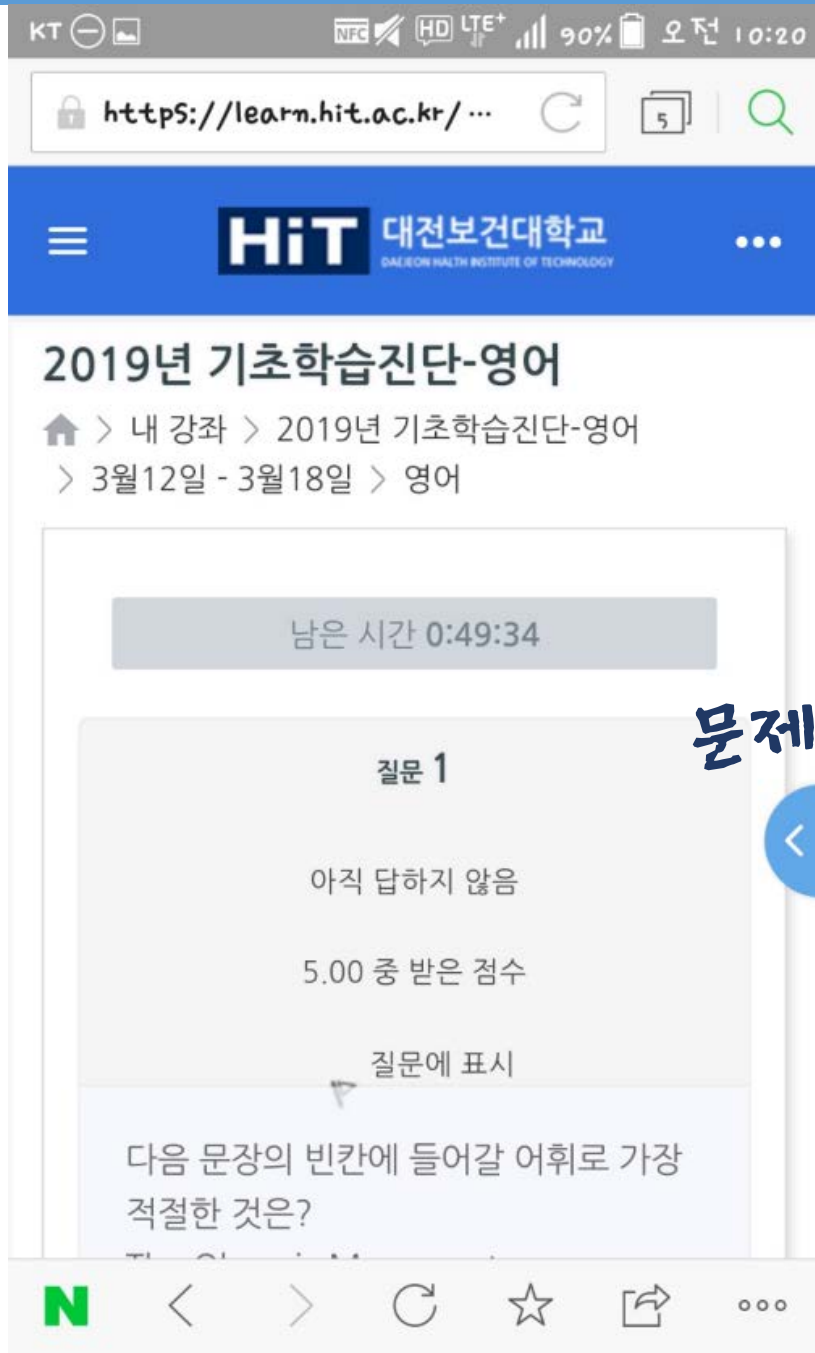 KT NFC HD LTE+ 90% 오전 10:20
https://learn.hit.ac.kr/ … 5
HiT 대전보건대학교
DAEJEON HALTH INSTITUTE OF TECHNOLOGY
2019년 기초학습진단-영어
> 내 강좌 > 2019년 기초학습진단-영어
> 3월12일 - 3월18일 > 영어
남은 시간 0:49:34
문제
질문 1
아직 답하지 않음
5.00 중 받은 점수
질문에 표시
다음 문장의 빈칸에 들어갈 어휘로 가장
적절한 것은?
N